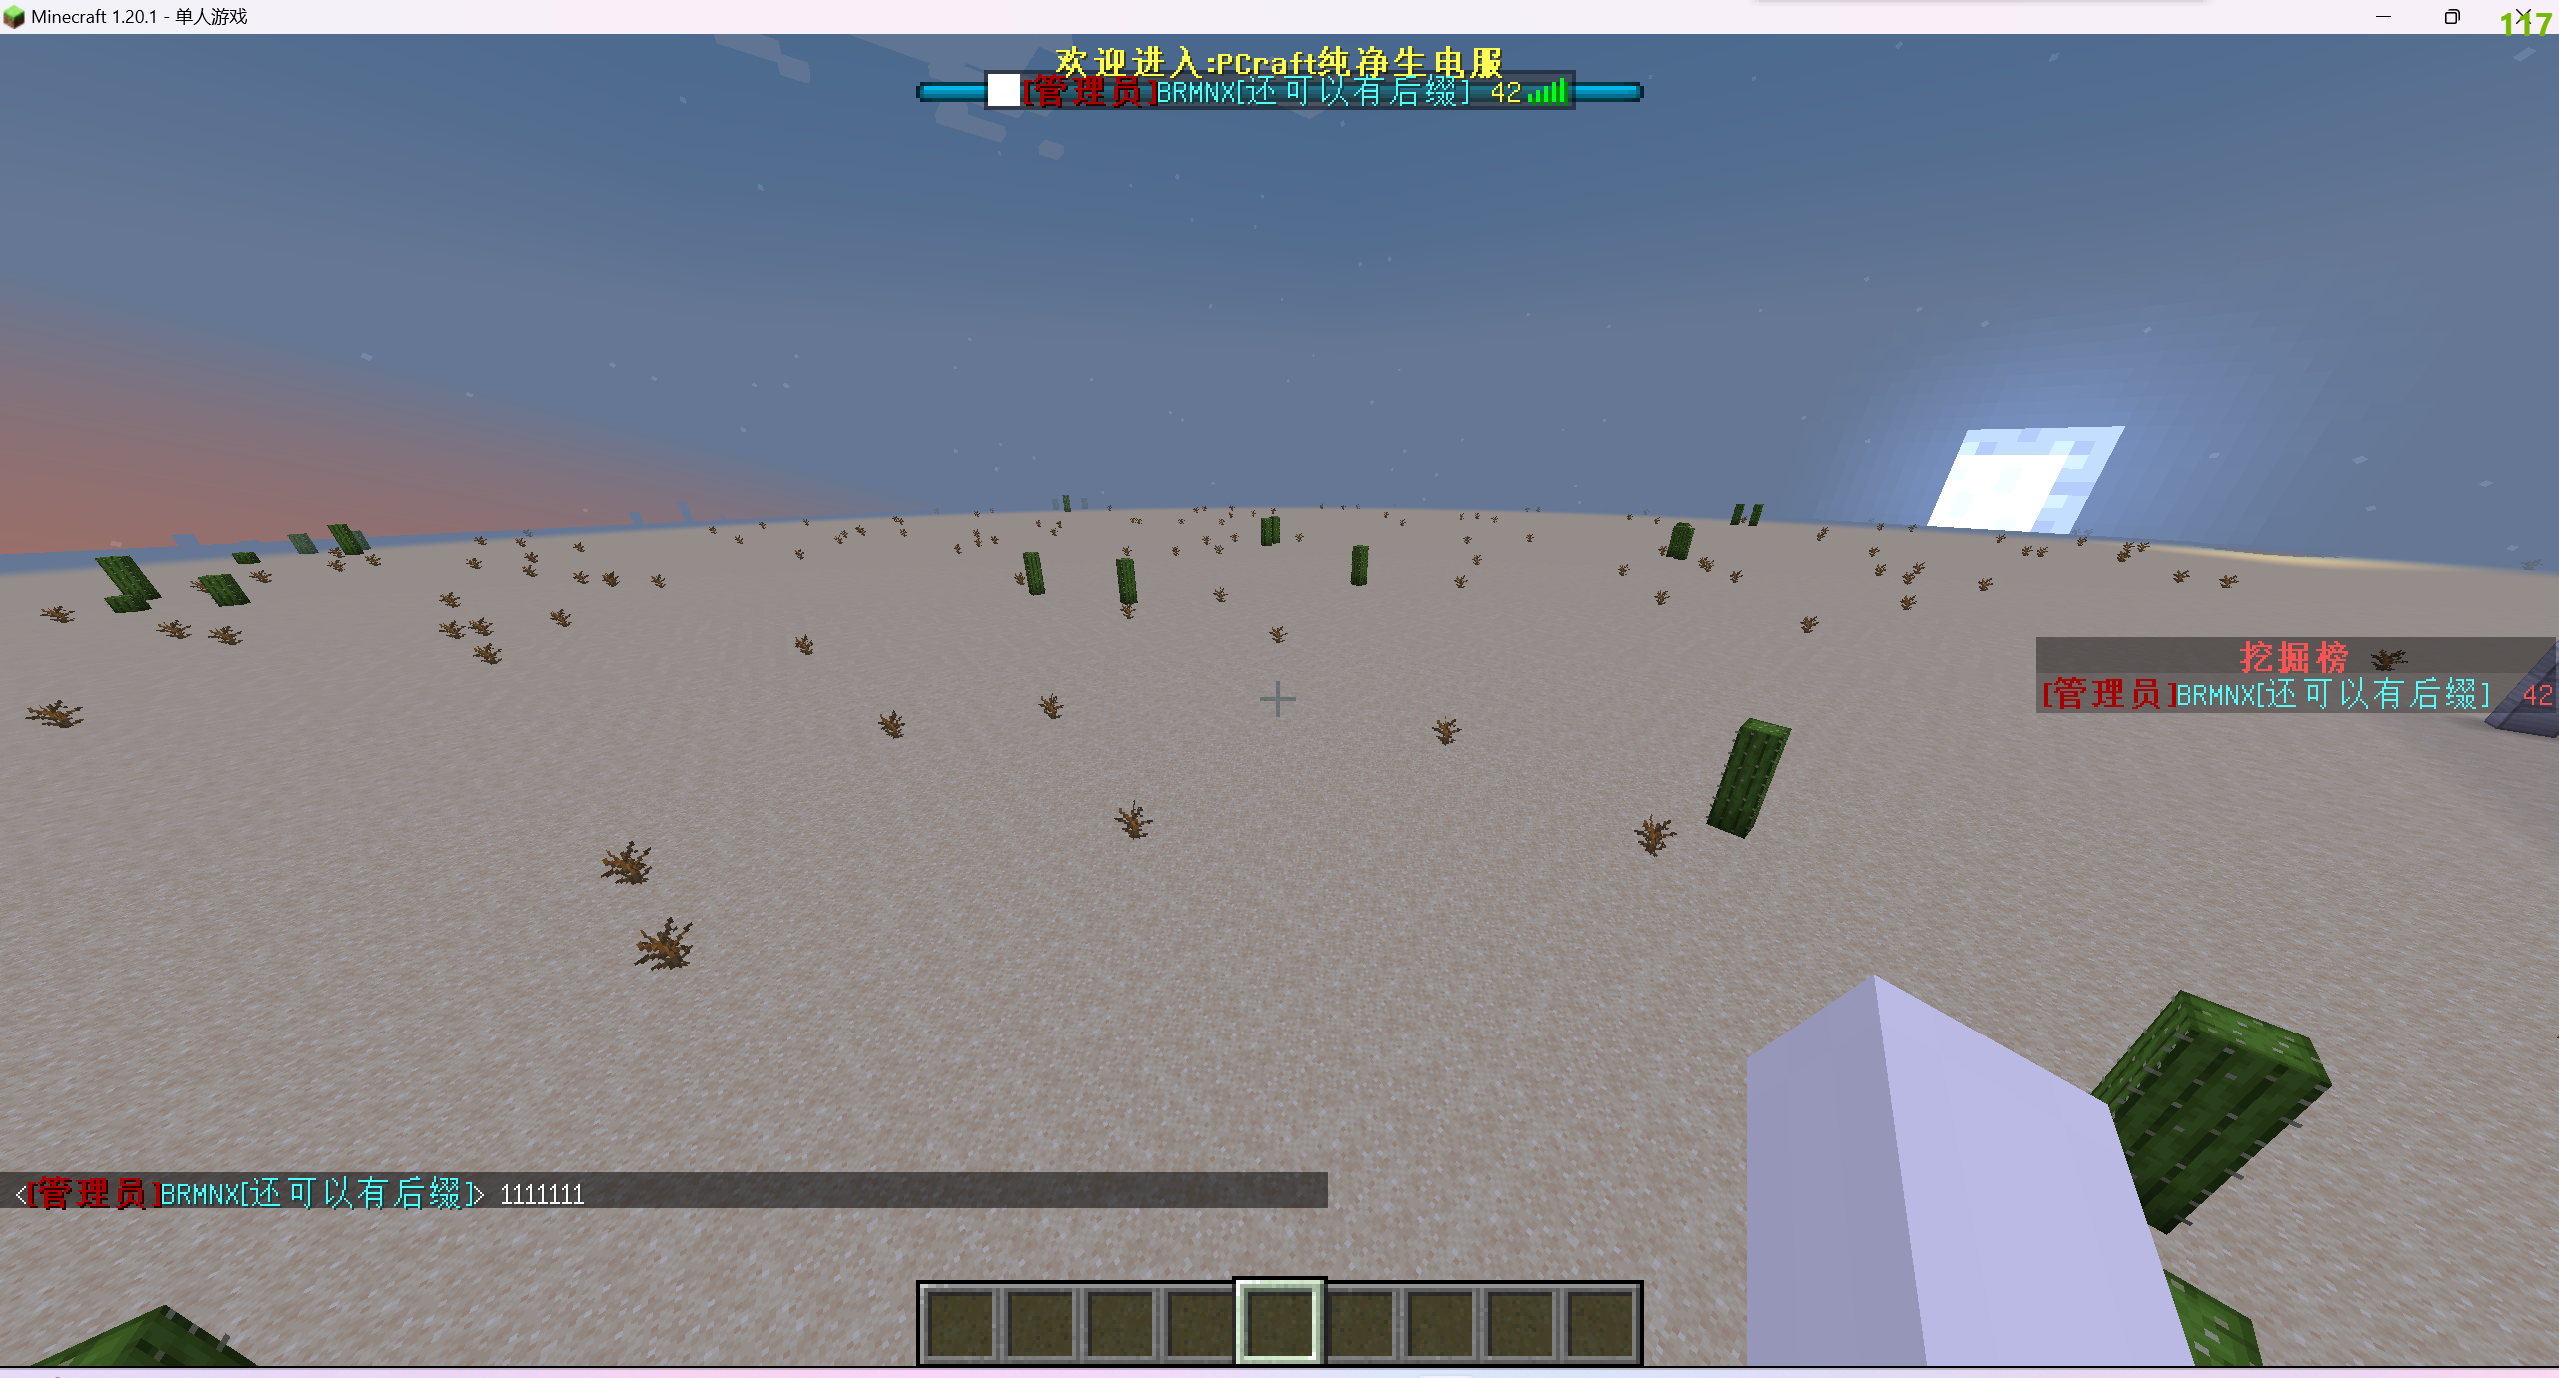 Minecraft 1.20.1 - 单人游戏
117
欢迎进入:PCraft纯净生电服
[管理员]BRMNX[还可以有后缀] 42
挖掘榜
[管理员]BRMNX[还可以有后缀] 42
<[管理员]BRMNX[还可以有后缀]> 1111111